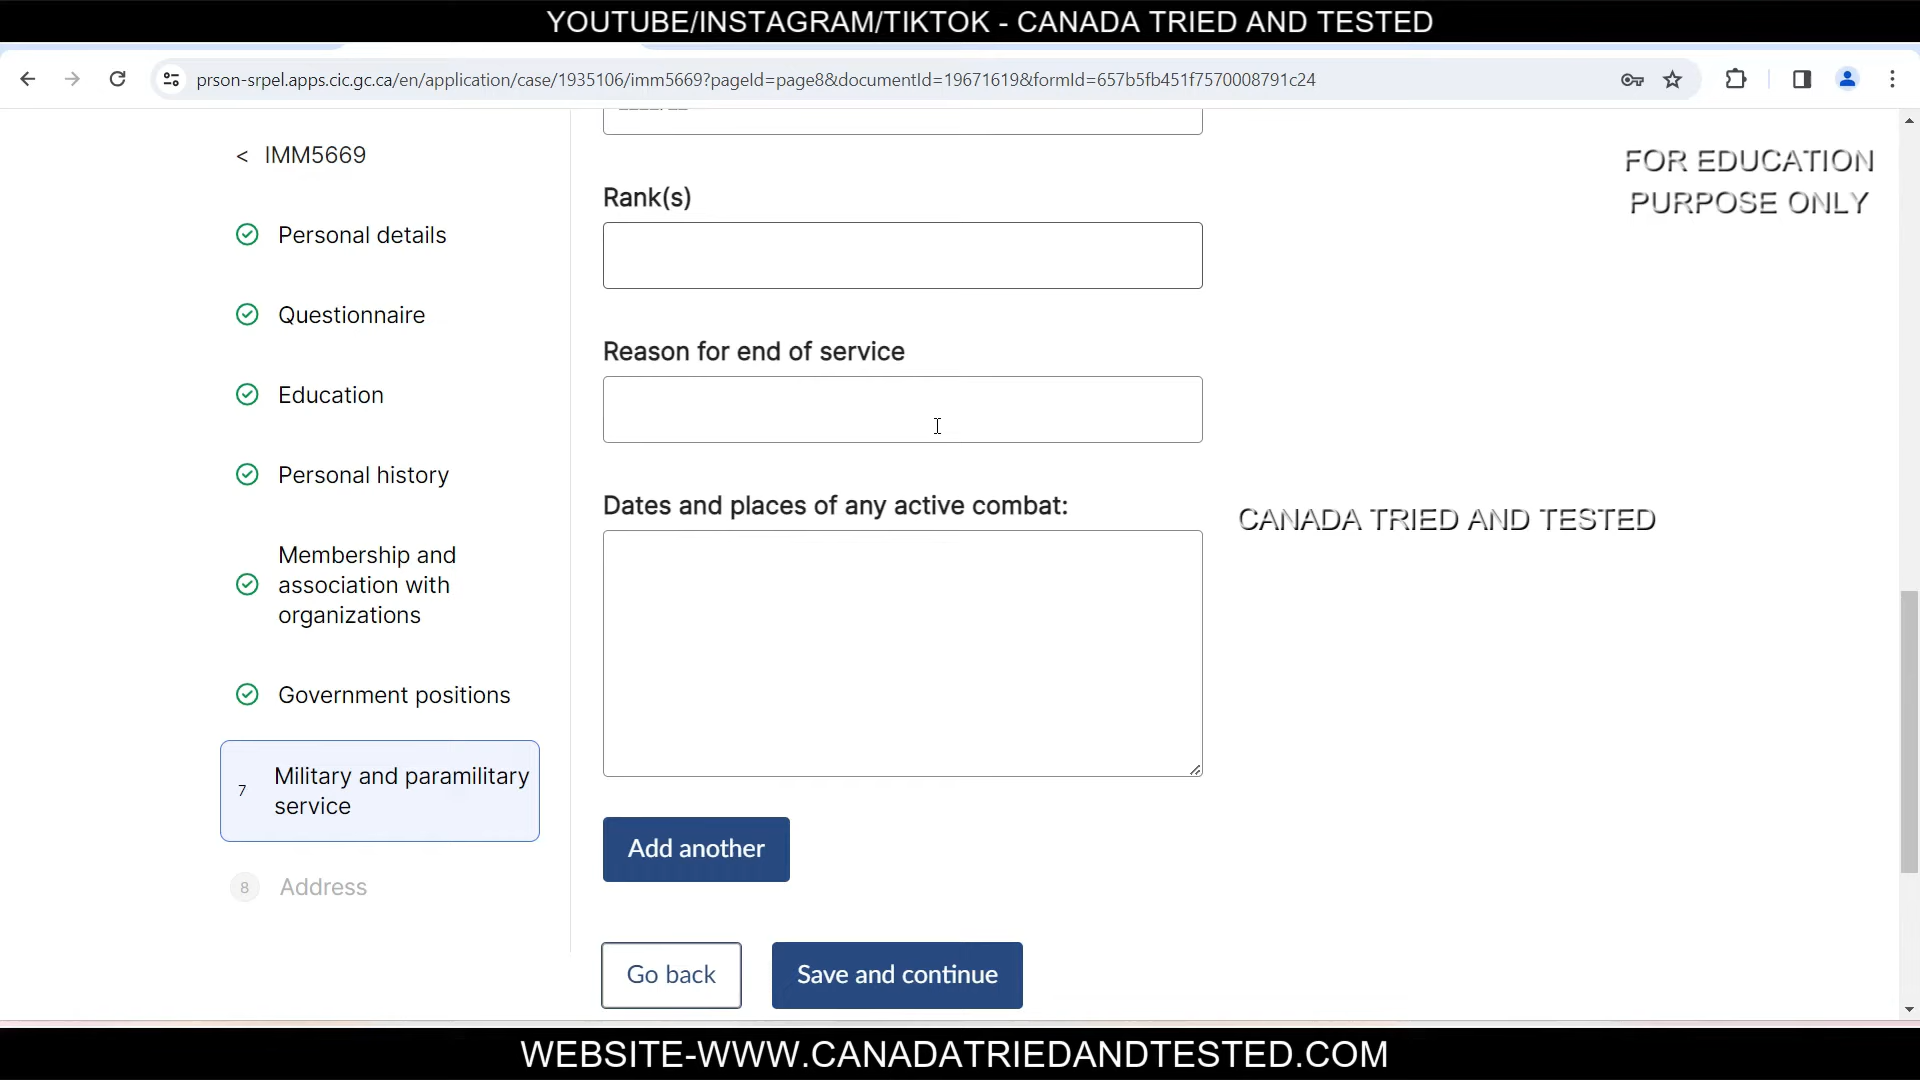 YOUTUBE/INSTAGRAM/TIKTOK - CANADA TRIED AND TESTED
prson-srpel.apps.cic.gc.ca/en/application/case/1935106/imm5669?pageId=page8&documentId=19671619&formId=657b5fb451f7570008791c24
< IMM5669
Personal details
Questionnaire
Education
Personal history
Membership and
association with
organizations
Government positions
7 Military and paramilitary
service
8 Address
Rank(s)
Reason for end of service
Dates and places of any active combat:
Add another
Go back
Save and continue
FOR EDUCATION
PURPOSE ONLY
CANADA TRIED AND TESTED
WEBSITE-WWW.CANADATRIEDANDTESTED.COM